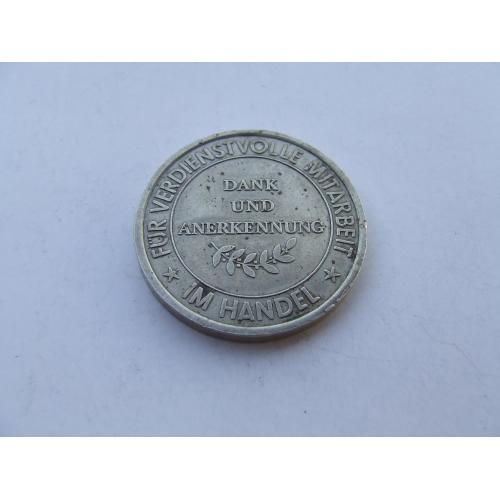 FÜR VERDIENSTVOLLE MITARBEIT
IM HANDEL
DANK
UND
ANERKENNUNG